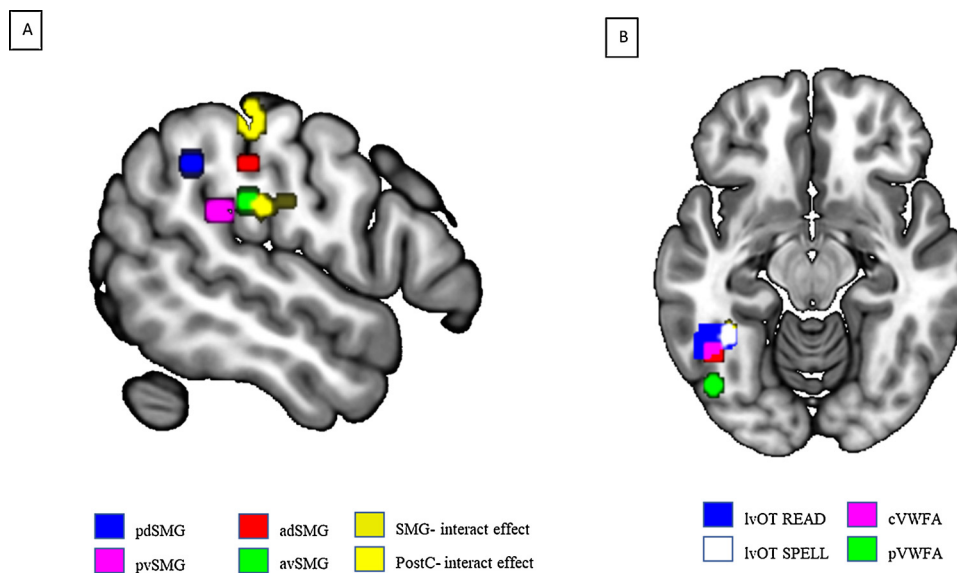 A
B
pdSMG adSMG SMG- interact effect
pvSMG avSMG PostC- interact effect
lvOT READ cVWFA
lvOT SPELL pVWFA